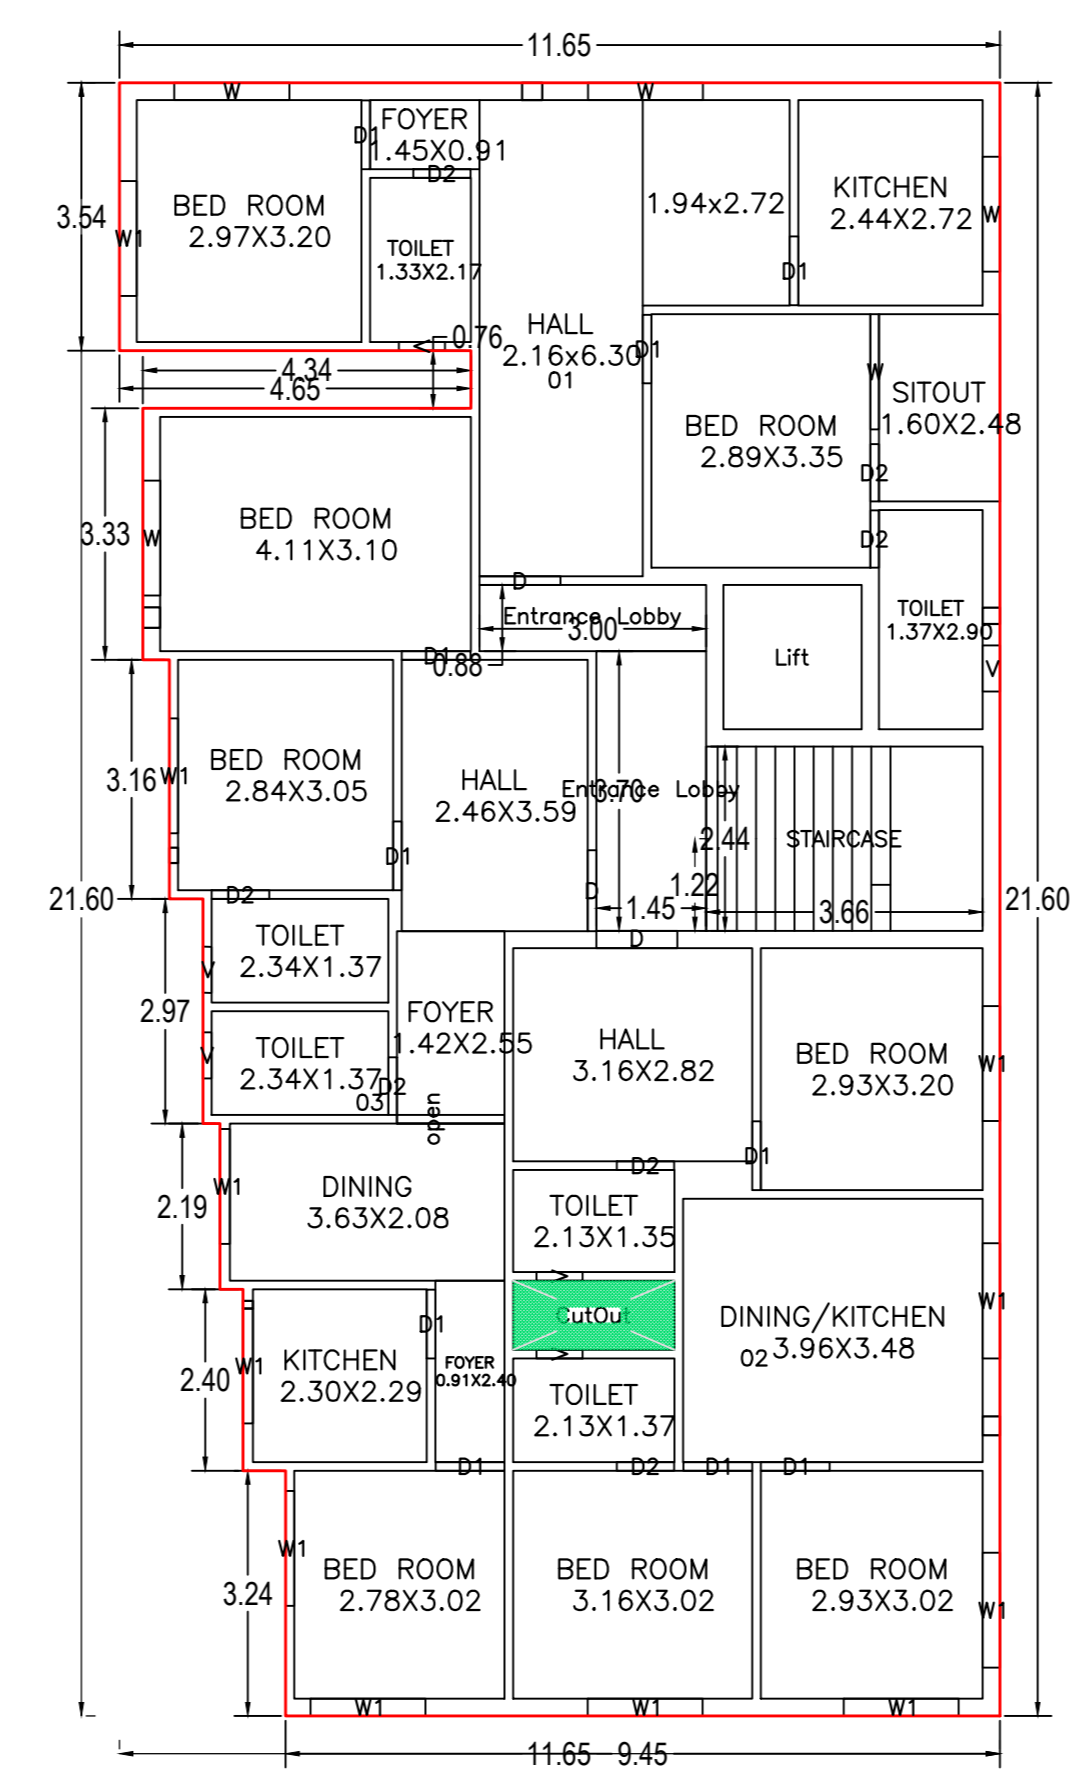 11.65
W
W
FOYER
1.45X0.91
D1
D2
BED ROOM
2.97X3.20
3.54
W1
TOILET
1.33X2.17
1.94x2.72
KITCHEN
2.44X2.72
W
D1
0.76
HALL
2.16x6.30
01
D1
4.34
4.65
W
SITOUT
1.60X2.48
BED ROOM
2.89X3.35
D2
D2
BED ROOM
4.11X3.10
3.33
W
D
Entrance Lobby
3.00
0.88
D1
Lift
TOILET
1.37X2.90
V
BED ROOM
2.84X3.05
3.16
W1
HALL
2.46X3.59
Entrance Lobby
3.70
2.44
STAIRCASE
D1
D
1.22
1.45
3.66
21.60
21.60
D2
D
TOILET
2.34X1.37
V
2.97
FOYER
1.42X2.55
TOILET
2.34X1.37
V
D2
03
open
HALL
3.16X2.82
BED ROOM
2.93X3.20
W1
D1
D2
DINING
3.63X2.08
W1
2.19
TOILET
2.13X1.35
V
CutOut
V
DINING/KITCHEN
02 3.96X3.48
W1
KITCHEN
2.30X2.29
D1
W1
2.40
FOYER
0.91X2.40
TOILET
2.13X1.37
D1
D2
D1
D1
W1
BED ROOM
2.78X3.02
BED ROOM
3.16X3.02
BED ROOM
2.93X3.02
3.24
W1
W1
W1
W1
11.65
9.45